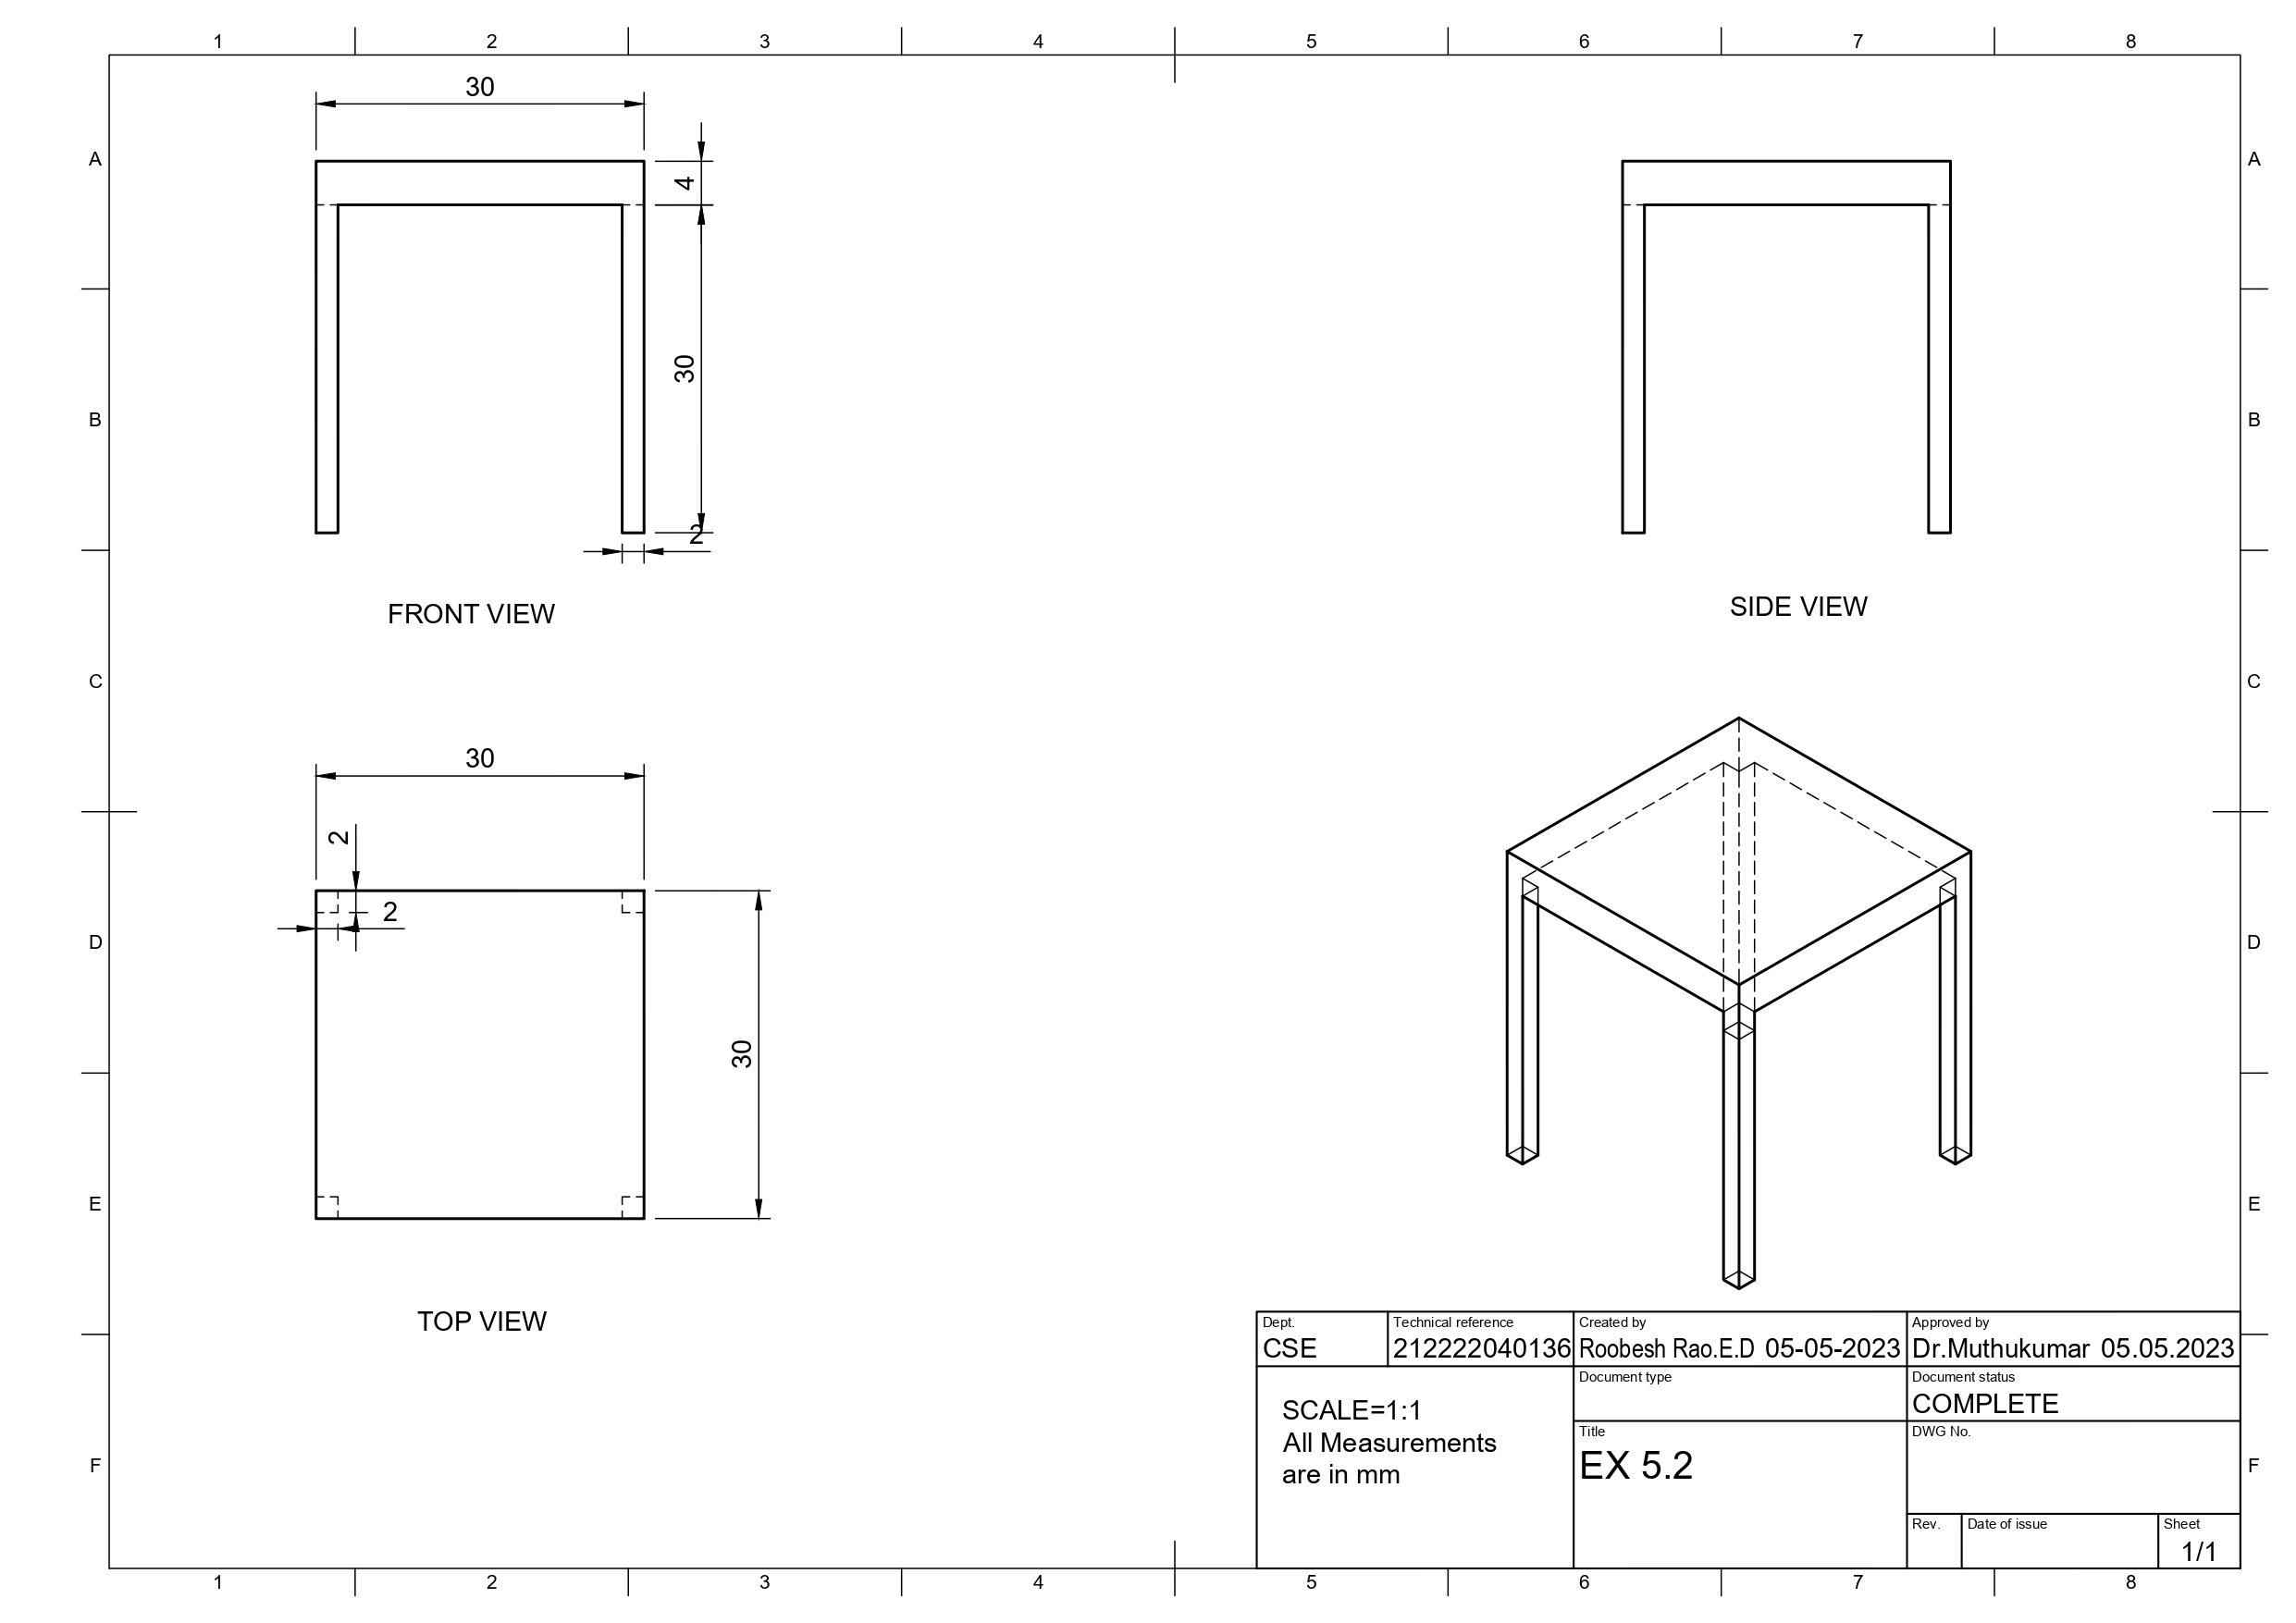 1 2 3 4 5 6 7 8
30
A 4 A
30
B B
2
FRONT VIEW SIDE VIEW
C C
30
2
2
D D
30
E E
TOP VIEW
Dept. Technical reference Created by Approved by
CSE 212222040136 Roobesh Rao.E.D 05-05-2023 Dr.Muthukumar 05.05.2023
Document type Document status
SCALE=1:1 COMPLETE
All Measurements Title DWG No.
are in mm EX 5.2
F F
Rev. Date of issue Sheet
1/1
1 2 3 4 5 6 7 8